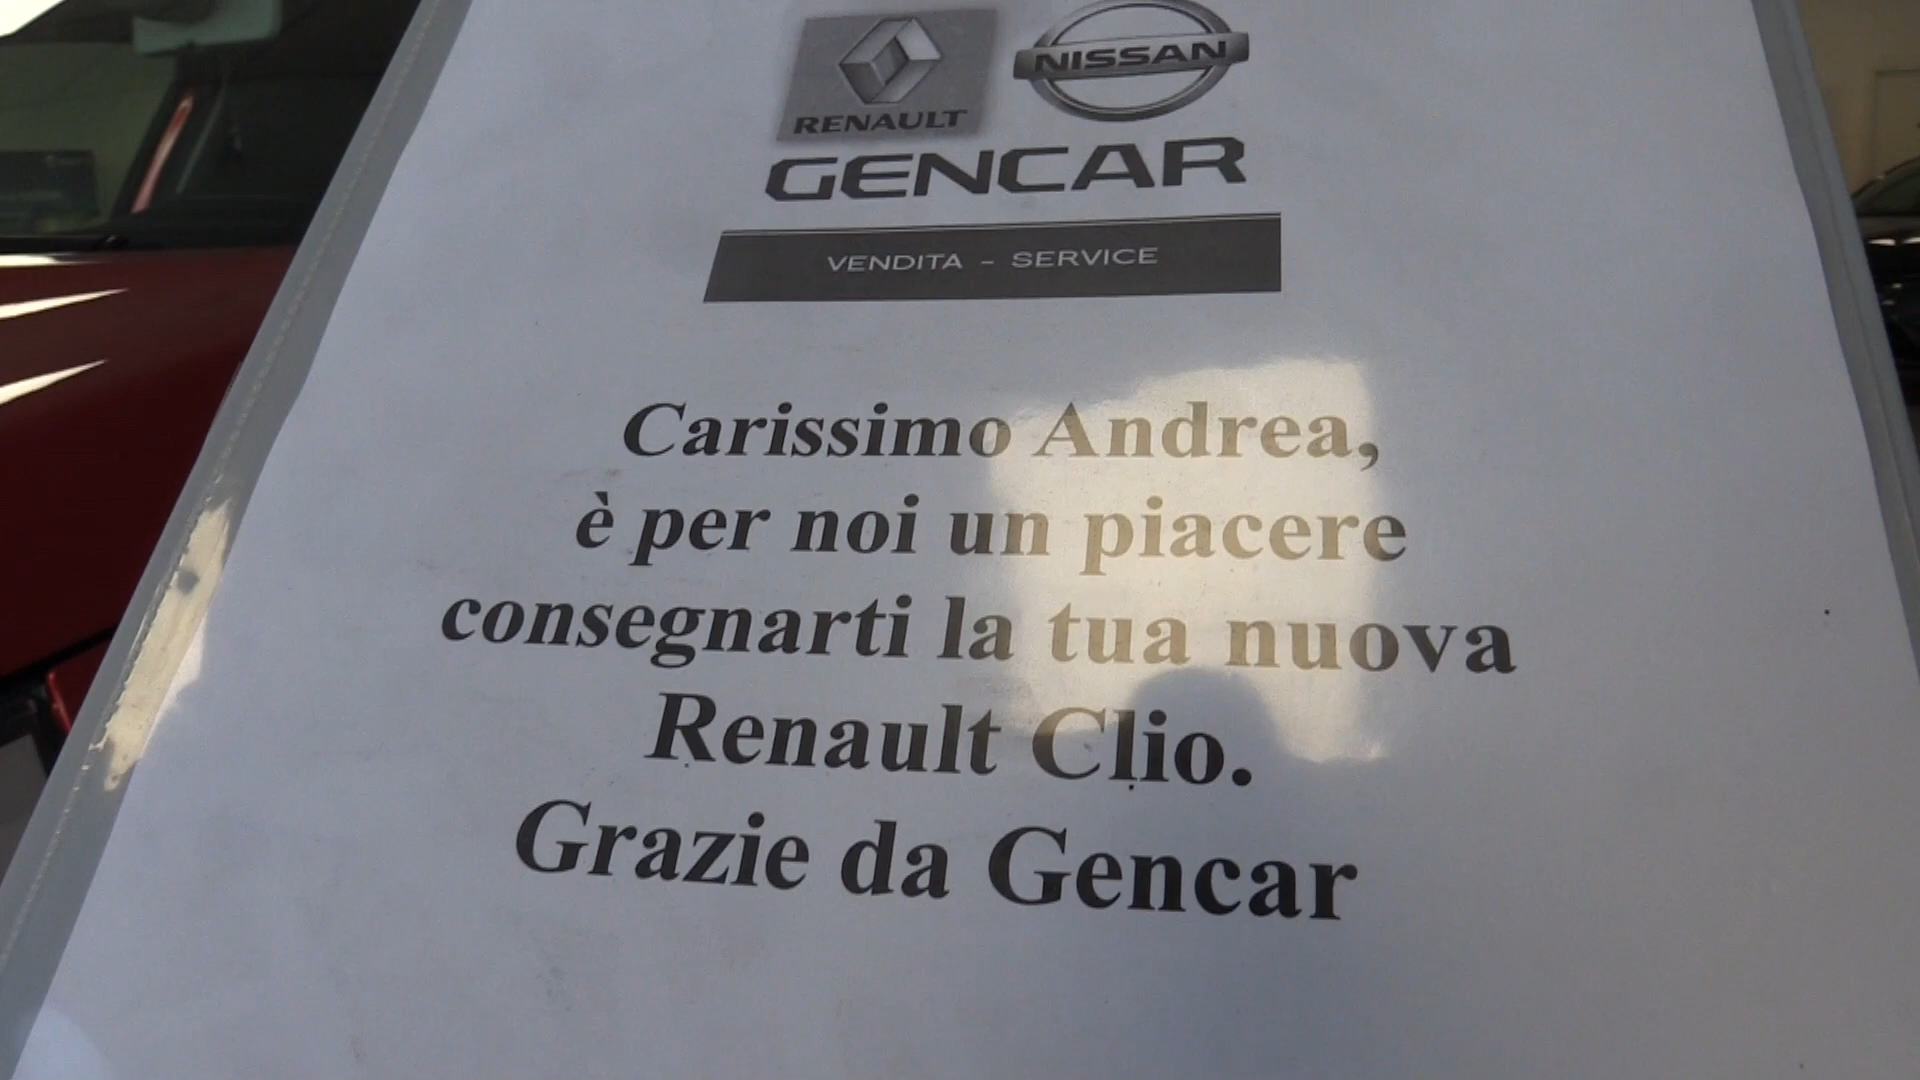 RENAULT
NISSAN
GENCAR
VENDITA - SERVICE
Carissimo Andrea,
è per noi un piacere
consegnarti la tua nuova
Renault Clio.
Grazie da Gencar